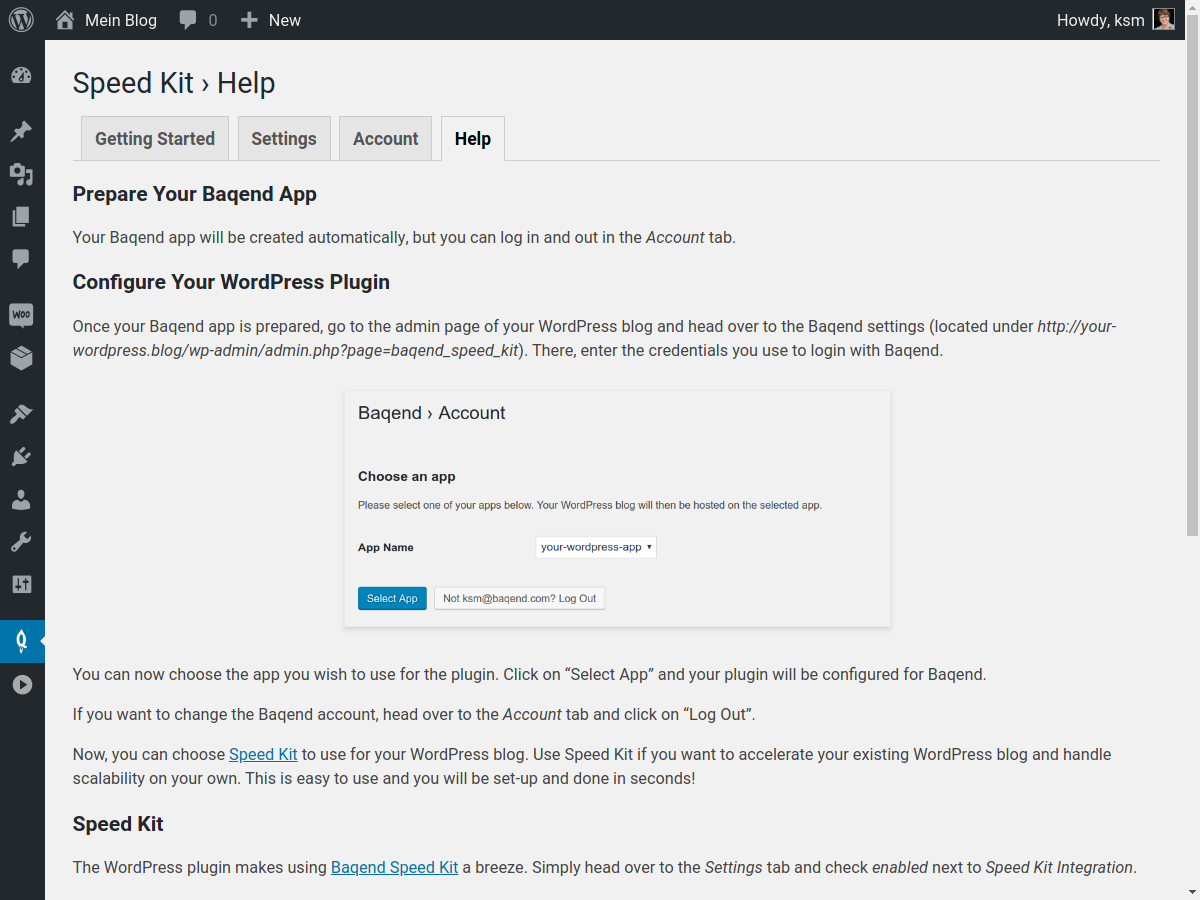 Mein Blog 0 New Howdy, ksm
Speed Kit › Help
Getting Started Settings Account Help
Prepare Your Baqend App
Your Baqend app will be created automatically, but you can log in and out in the Account tab.
Configure Your WordPress Plugin
Once your Baqend app is prepared, go to the admin page of your WordPress blog and head over to the Baqend settings (located under http://your-
wordpress.blog/wp-admin/admin.php?page=baqend_speed_kit). There, enter the credentials you use to login with Baqend.
Woo
Baqend › Account
Choose an app
Please select one of your apps below. Your WordPress blog will then be hosted on the selected app.
App Name your-wordpress-app
Select App Not ksm@baqend.com? Log Out
You can now choose the app you wish to use for the plugin. Click on “Select App” and your plugin will be configured for Baqend.
If you want to change the Baqend account, head over to the Account tab and click on “Log Out”.
Now, you can choose Speed Kit to use for your WordPress blog. Use Speed Kit if you want to accelerate your existing WordPress blog and handle
scalability on your own. This is easy to use and you will be set-up and done in seconds!
Speed Kit
The WordPress plugin makes using Baqend Speed Kit a breeze. Simply head over to the Settings tab and check enabled next to Speed Kit Integration.